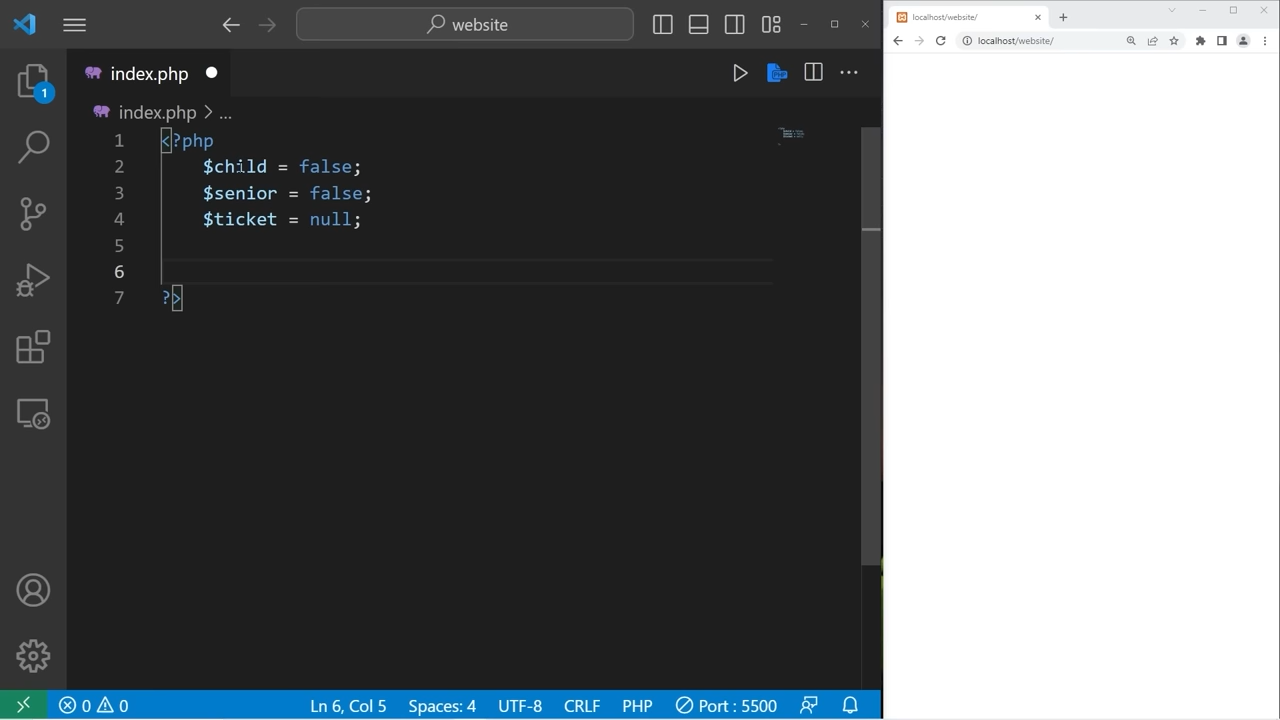 website
localhost/website/
localhost/website/
index.php
index.php > ...
1 <?php
2 $child = false;
3 $senior = false;
4 $ticket = null;
5
6
7 ?>
1
0 0
Ln 6, Col 5
Spaces: 4
UTF-8
CRLF
PHP
Port : 5500